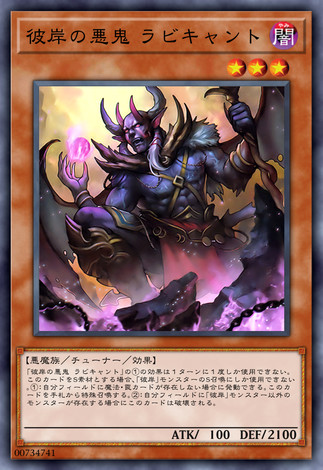 彼岸の悪鬼 ラビキャント
やみ
闇
【悪魔族／チューナー／効果】
「彼岸の悪鬼 ラビキャント」の①の効果は１ターンに１度しか使用できない。
このカードをS素材とする場合、「彼岸」モンスターのS召喚にしか使用できない。
①：自分フィールドに魔法・罠カードが存在しない場合に発動できる。このカードを手札から特殊召喚する。②：自分フィールドに「彼岸」モンスター以外のモンスターが存在する場合にこのカードは破壊される。
ATK/ 100 DEF/2100
00734741